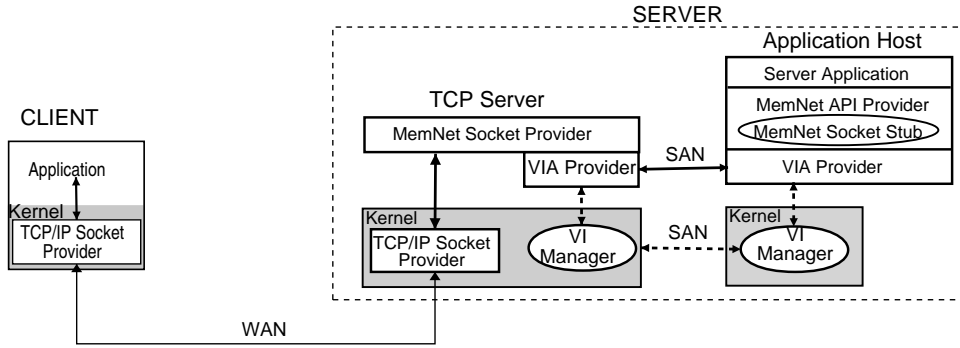 SERVER
Application Host
Server Application
MemNet API Provider
MemNet Socket Stub
VIA Provider
TCP Server
MemNet Socket Provider
VIA Provider
SAN
Kernel
TCP/IP Socket
Provider
VI
Manager
SAN
Kernel
VI
Manager
CLIENT
Application
Kernel
TCP/IP Socket
Provider
WAN